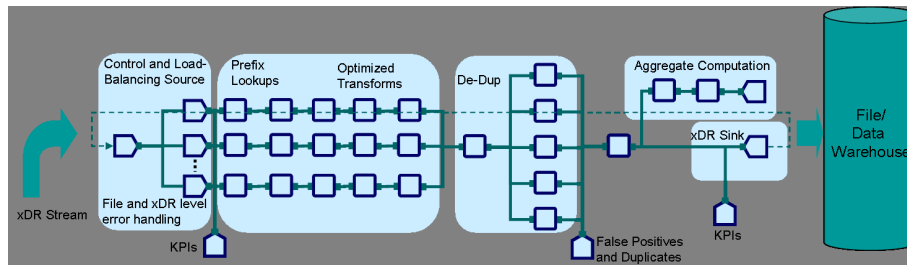 Control and Load-
Balancing Source
Prefix
Lookups
Optimized
Transforms
De-Dup
Aggregate Computation
File/
Data
Warehouse
xDR Sink
xDR Stream
File and xDR level
error handling
KPIs
False Positives
and Duplicates
KPIs